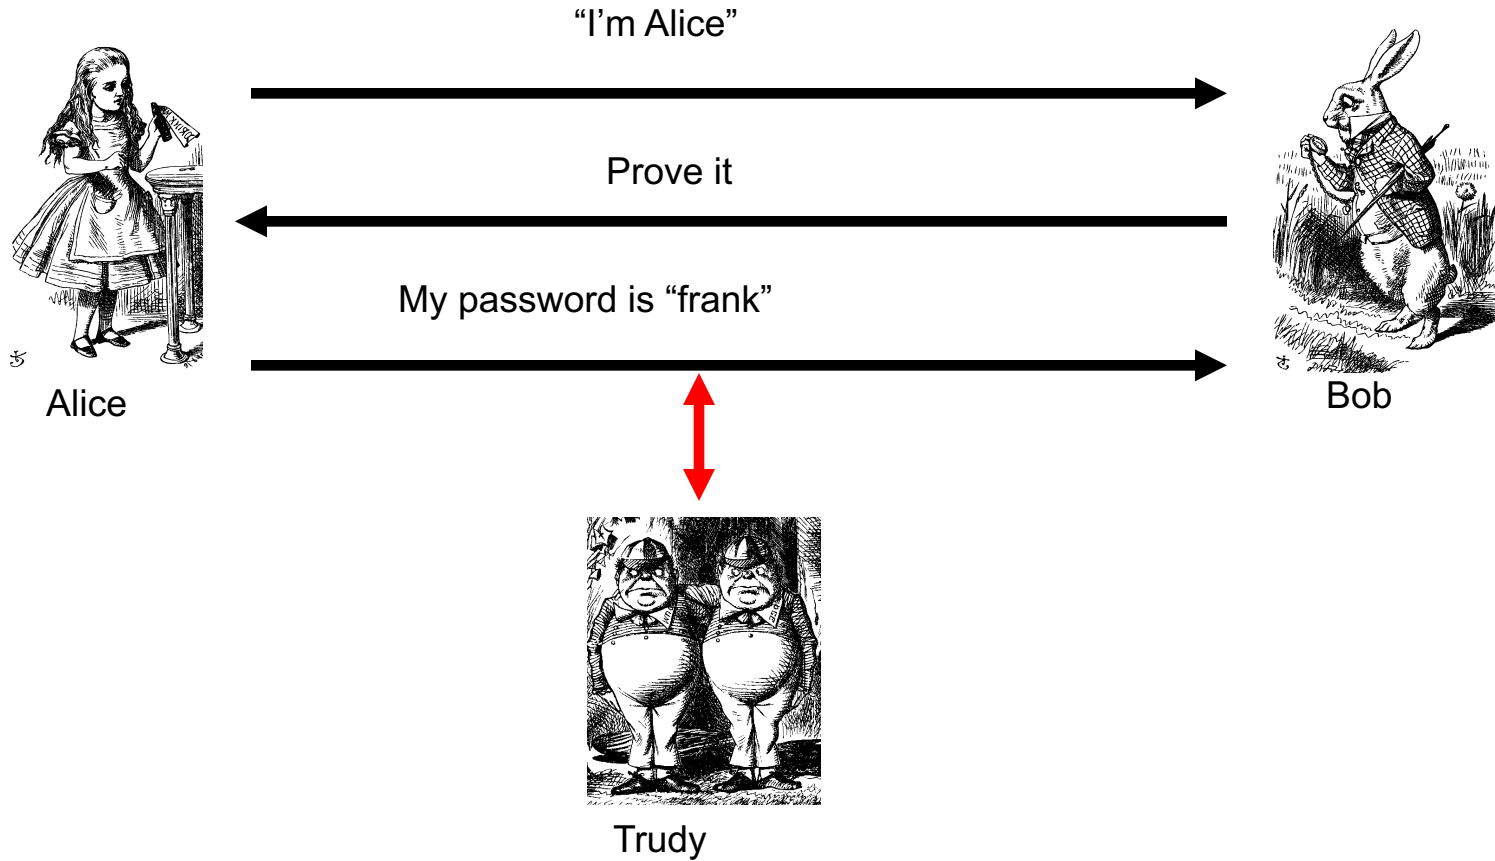 “I’m Alice”
Prove it
My password is “frank”
Alice
Bob
Trudy